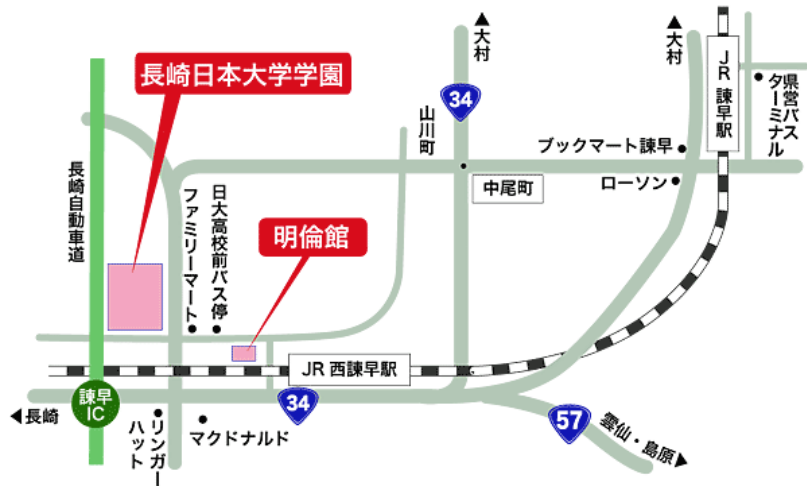 ▲大村
▲大村
長崎日本大学学園
34
JR 諫早駅
県営バス
ターミナル
山川町
ブックマート諫早
中尾町
ローソン
長崎自動車道
ファミリーマート
日大高校前バス停
明倫館
JR 西諫早駅
諫早
IC
◀長崎
34
リンガー
ハット
マクドナルド
57
雲仙・島原▶